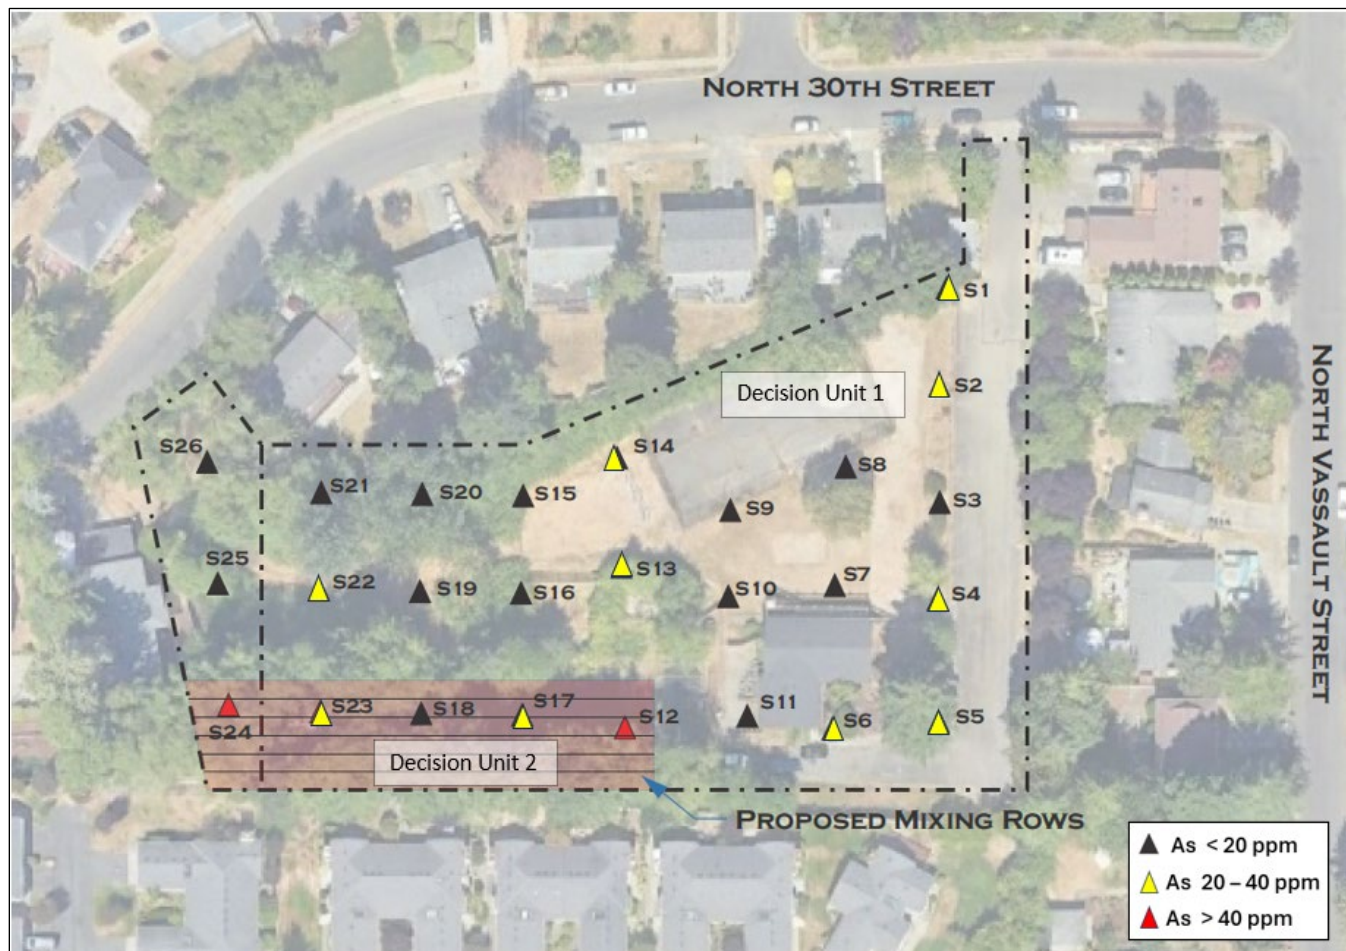 NORTH 30TH STREET
S1
Decision Unit 1
S2
NORTH VASSAULT STREET
S26
S14
S8
S21
S20
S15
S9
S3
S25
S22
S19
S16
S13
S10
S7
S4
S24
S23
S18
S17
S12
S11
S6
S5
Decision Unit 2
PROPOSED MIXING ROWS
As < 20 ppm
As 20 – 40 ppm
As > 40 ppm